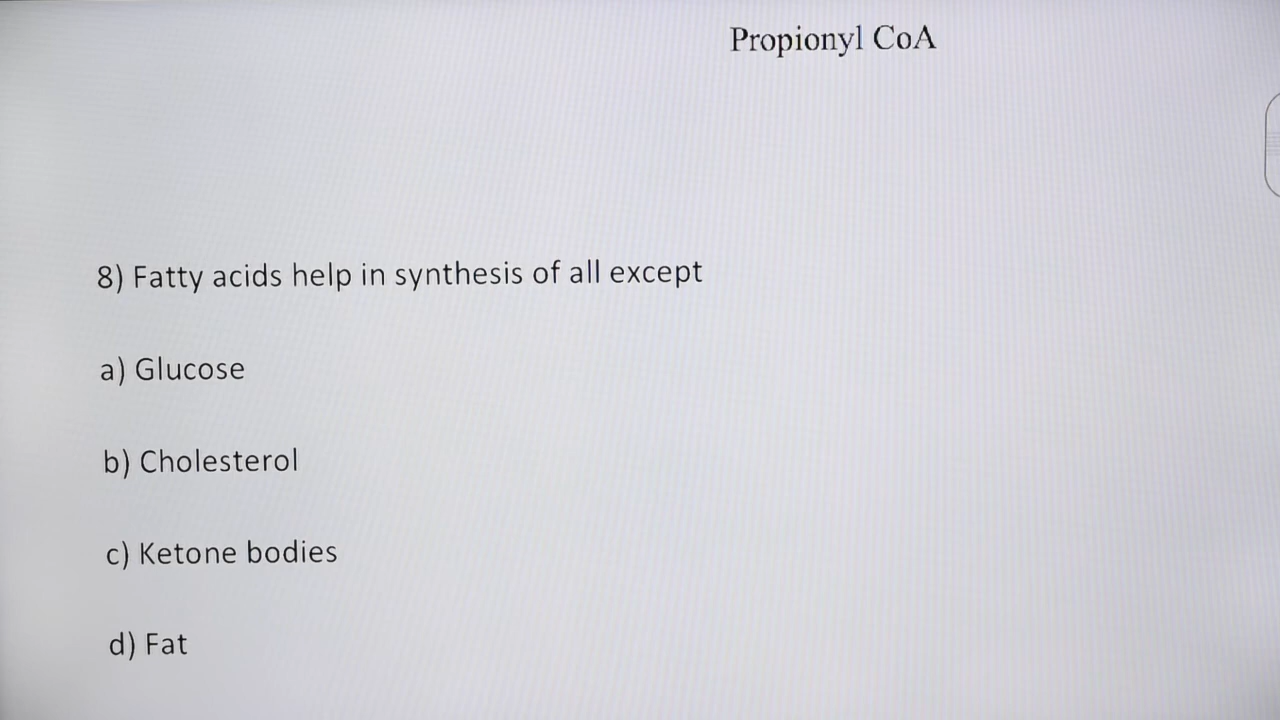 Propionyl CoA
8) Fatty acids help in synthesis of all except
a) Glucose
b) Cholesterol
c) Ketone bodies
d) Fat